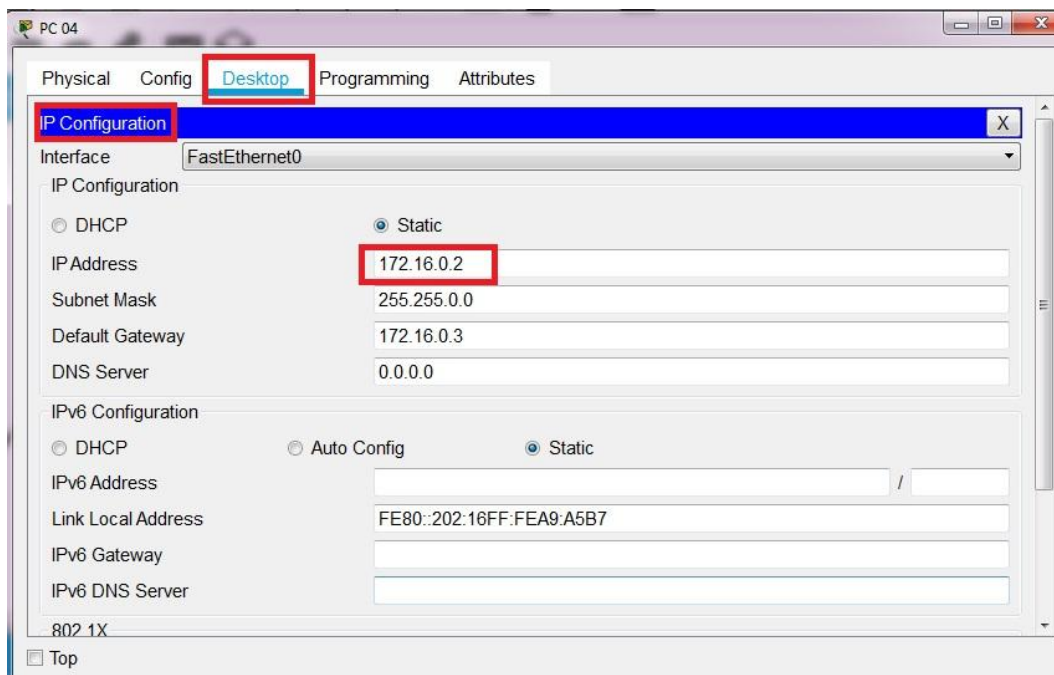 PC 04
Physical Config Desktop Programming Attributes
IP Configuration X
Interface FastEthernet0
IP Configuration
DHCP Static
IP Address 172.16.0.2
Subnet Mask 255.255.0.0
Default Gateway 172.16.0.3
DNS Server 0.0.0.0
IPv6 Configuration
DHCP Auto Config Static
IPv6 Address /
Link Local Address FE80::202:16FF:FEA9:A5B7
IPv6 Gateway
IPv6 DNS Server
802.1X
Top